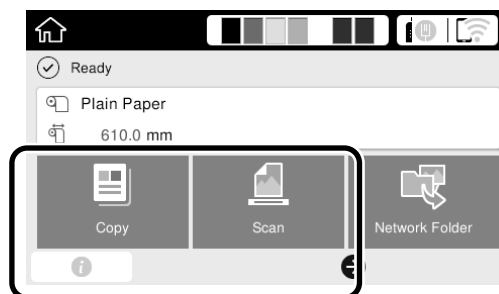 Ready
Plain Paper
610.0 mm
Copy
Scan
Network Folder
i